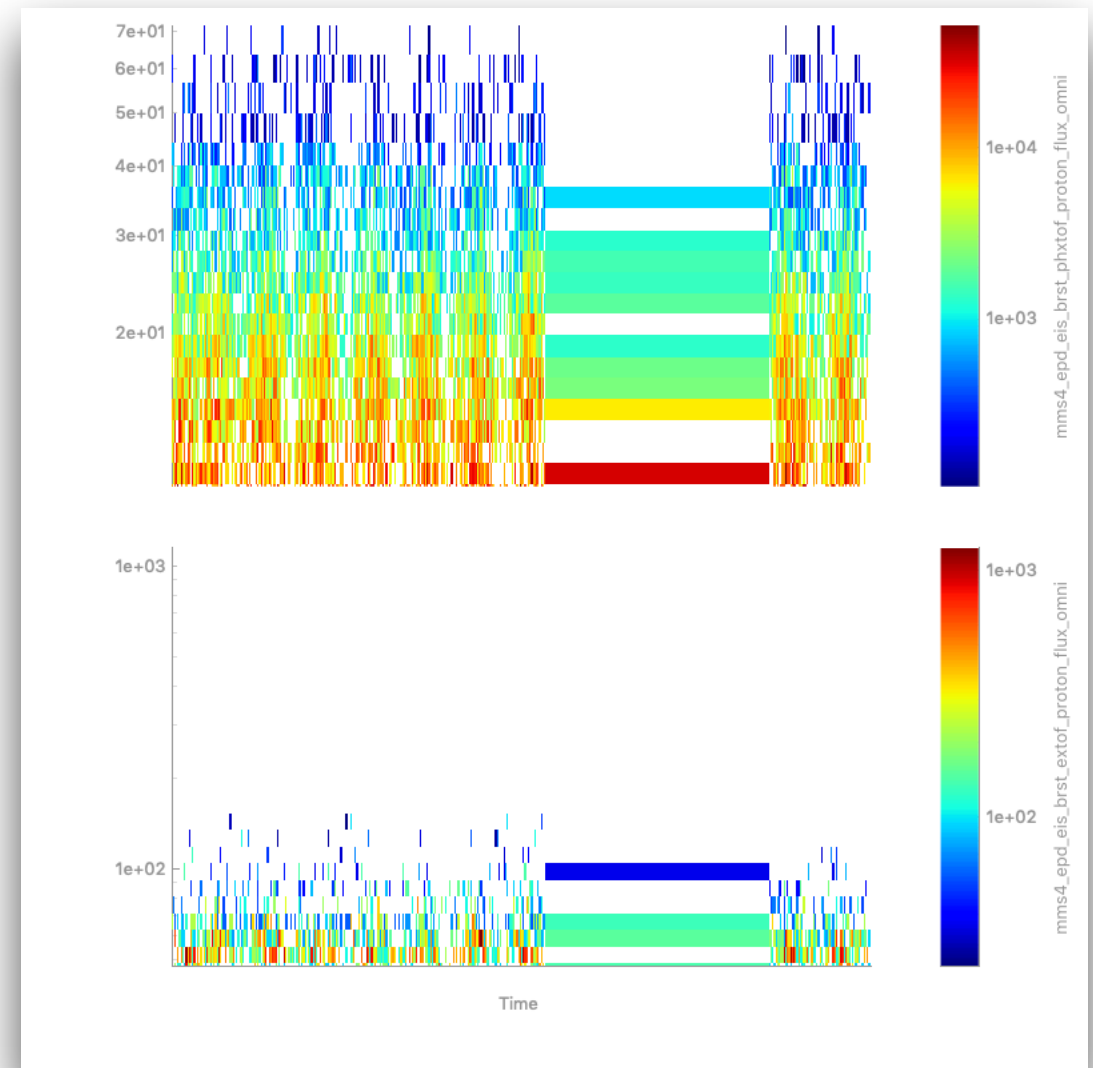 7e+01
6e+01
5e+01
4e+01
3e+01
2e+01
1e+04
1e+03
mms4_epd_eis_brst_phxtof_proton_flux_omni
1e+03
1e+02
1e+03
1e+02
mms4_epd_eis_brst_extof_proton_flux_omni
Time